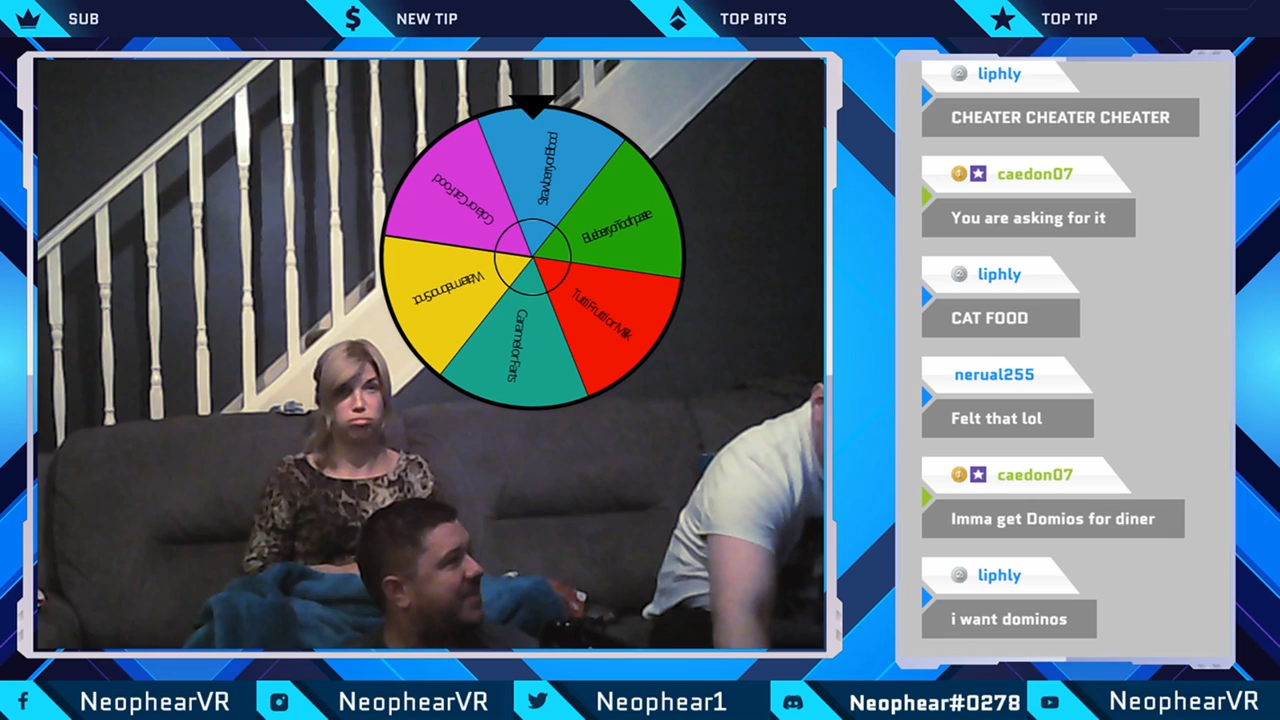 SUB
NEW TIP
TOP BITS
TOP TIP
Strawberry or Blood
Blueberry or Toothpaste
Tutti Frutti or Milk
Caramel or Farts
Watermelon or Snot
Cola or Cat Food
liphly
CHEATER CHEATER CHEATER
caedon07
You are asking for it
liphly
CAT FOOD
nerual255
Felt that lol
caedon07
Imma get Domios for diner
liphly
i want dominos
NeophearVR
NeophearVR
Neophear1
Neophear#0278
NeophearVR